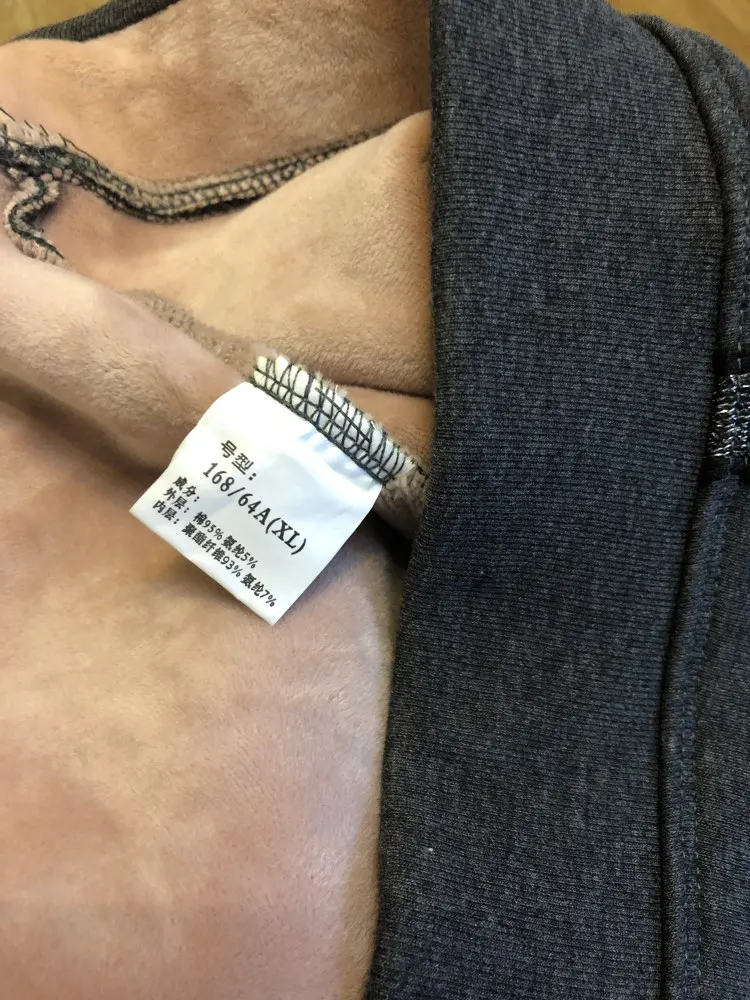 号型：
168/64A(XL)
成分：
外层：棉95% 氨纶5%
内层：聚酯纤维93% 氨纶7%